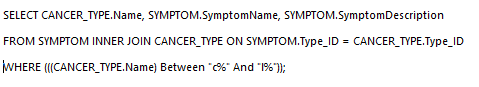 SELECT CANCER_TYPE.Name, SYMPTOM.SymptomName, SYMPTOM.SymptomDescription
FROM SYMPTOM INNER JOIN CANCER_TYPE ON SYMPTOM.Type_ID = CANCER_TYPE.Type_ID
WHERE (((CANCER_TYPE.Name) Between "c%" And "l%"));